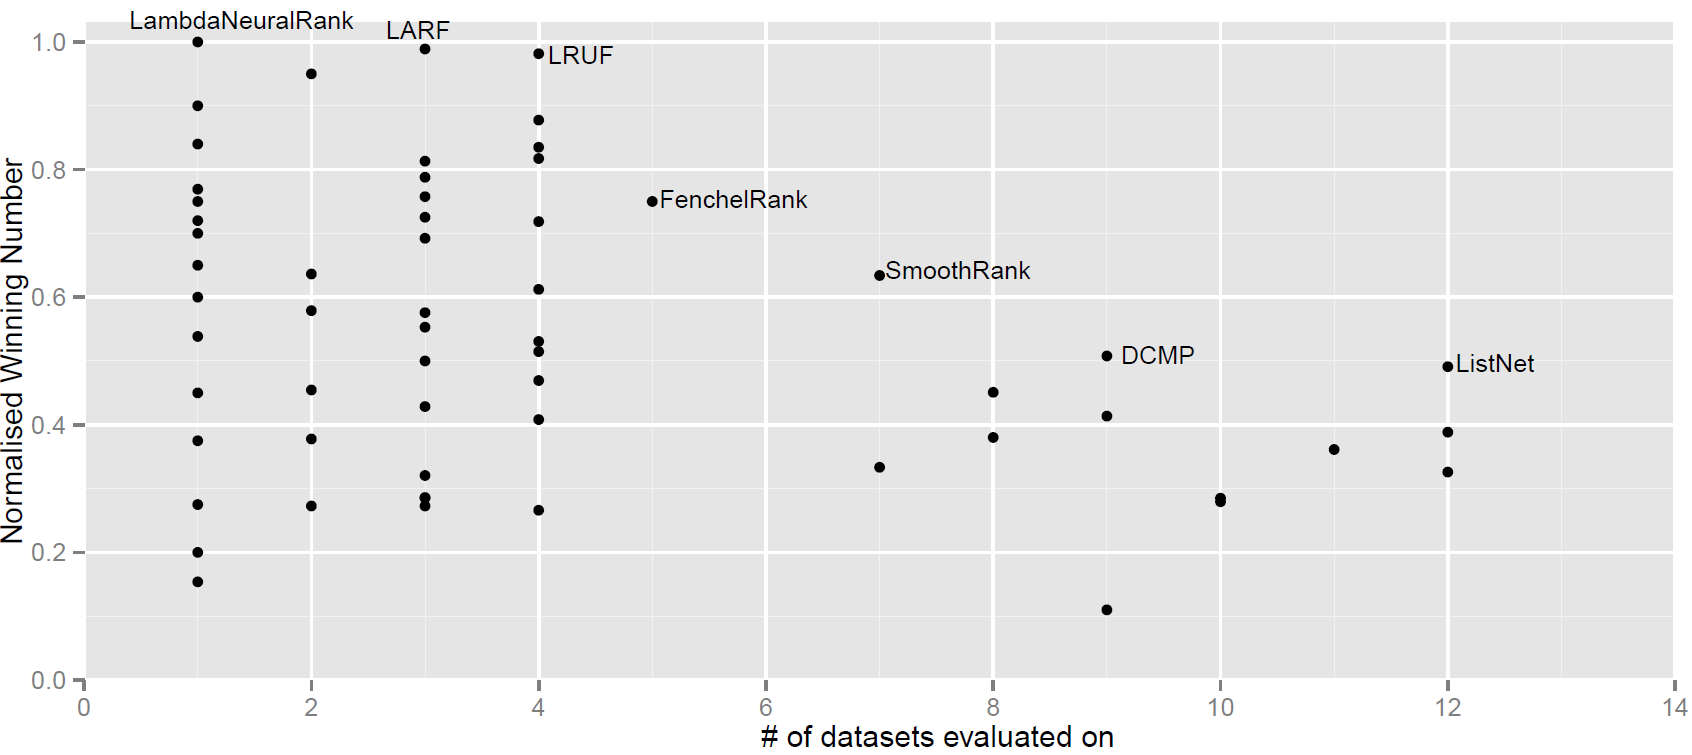 LambdaNeuralRank
LARF
LRUF
FenchelRank
SmoothRank
DCMP
ListNet
Normalised Winning Number
1.0
0.8
0.6
0.4
0.2
0.0
0 2 4 6 8 10 12 14
# of datasets evaluated on